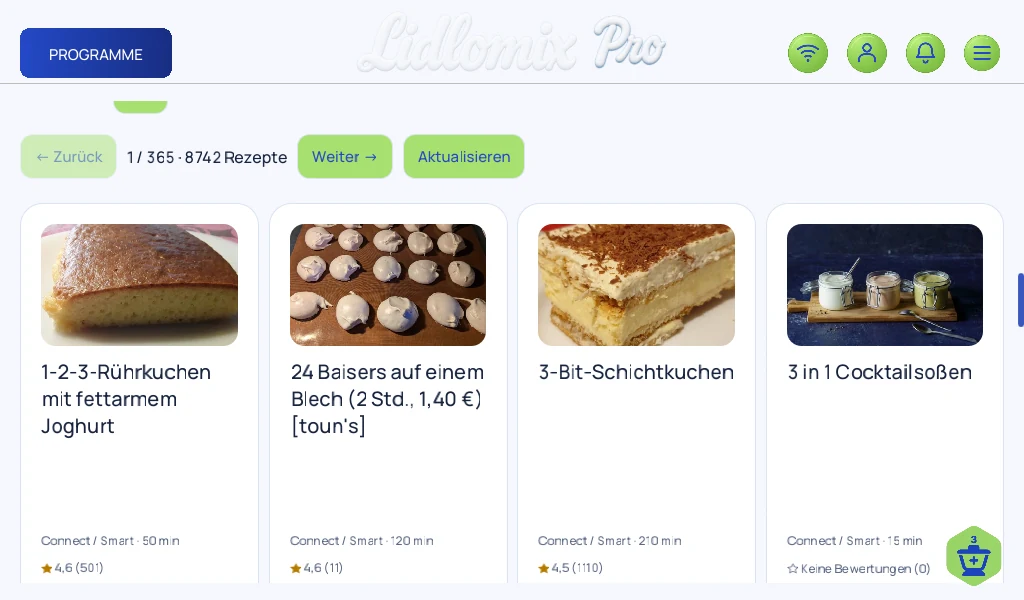 PROGRAMME
Lidlomix Pro
← Zurück
1 / 365 · 8742 Rezepte
Weiter →
Aktualisieren
1-2-3-Rührkuchen
mit fettarmem
Joghurt
Connect / Smart · 50 min
★ 4,6 (501)
24 Baisers auf einem
Blech (2 Std., 1,40 €)
[toun's]
Connect / Smart · 120 min
★ 4,6 (11)
3-Bit-Schichtkuchen
Connect / Smart · 210 min
★ 4,5 (1110)
3 in 1 Cocktailsoßen
Connect / Smart · 15 min
☆ Keine Bewertungen (0)
3